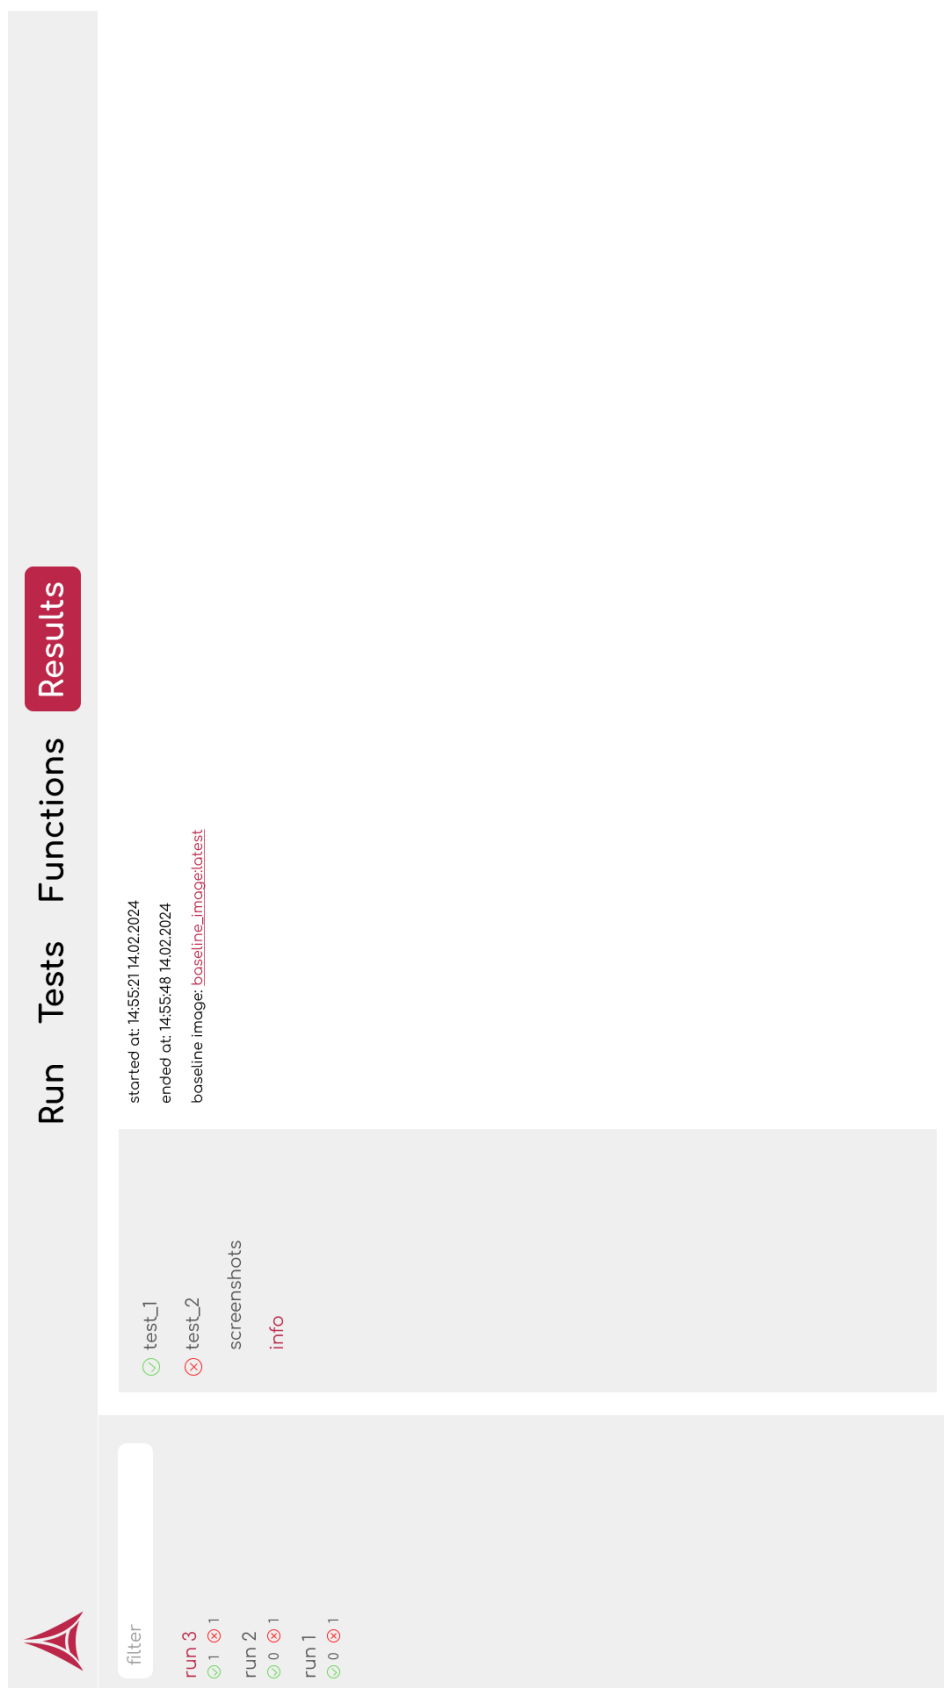 Run Tests Functions Results
filter
run 3
1 1
run 2
0 1
run 1
0 1
test_1
test_2
screenshots
info
started at: 14:55:21 14.02.2024
ended at: 14:55:48 14.02.2024
baseline image: baseline_image:latest